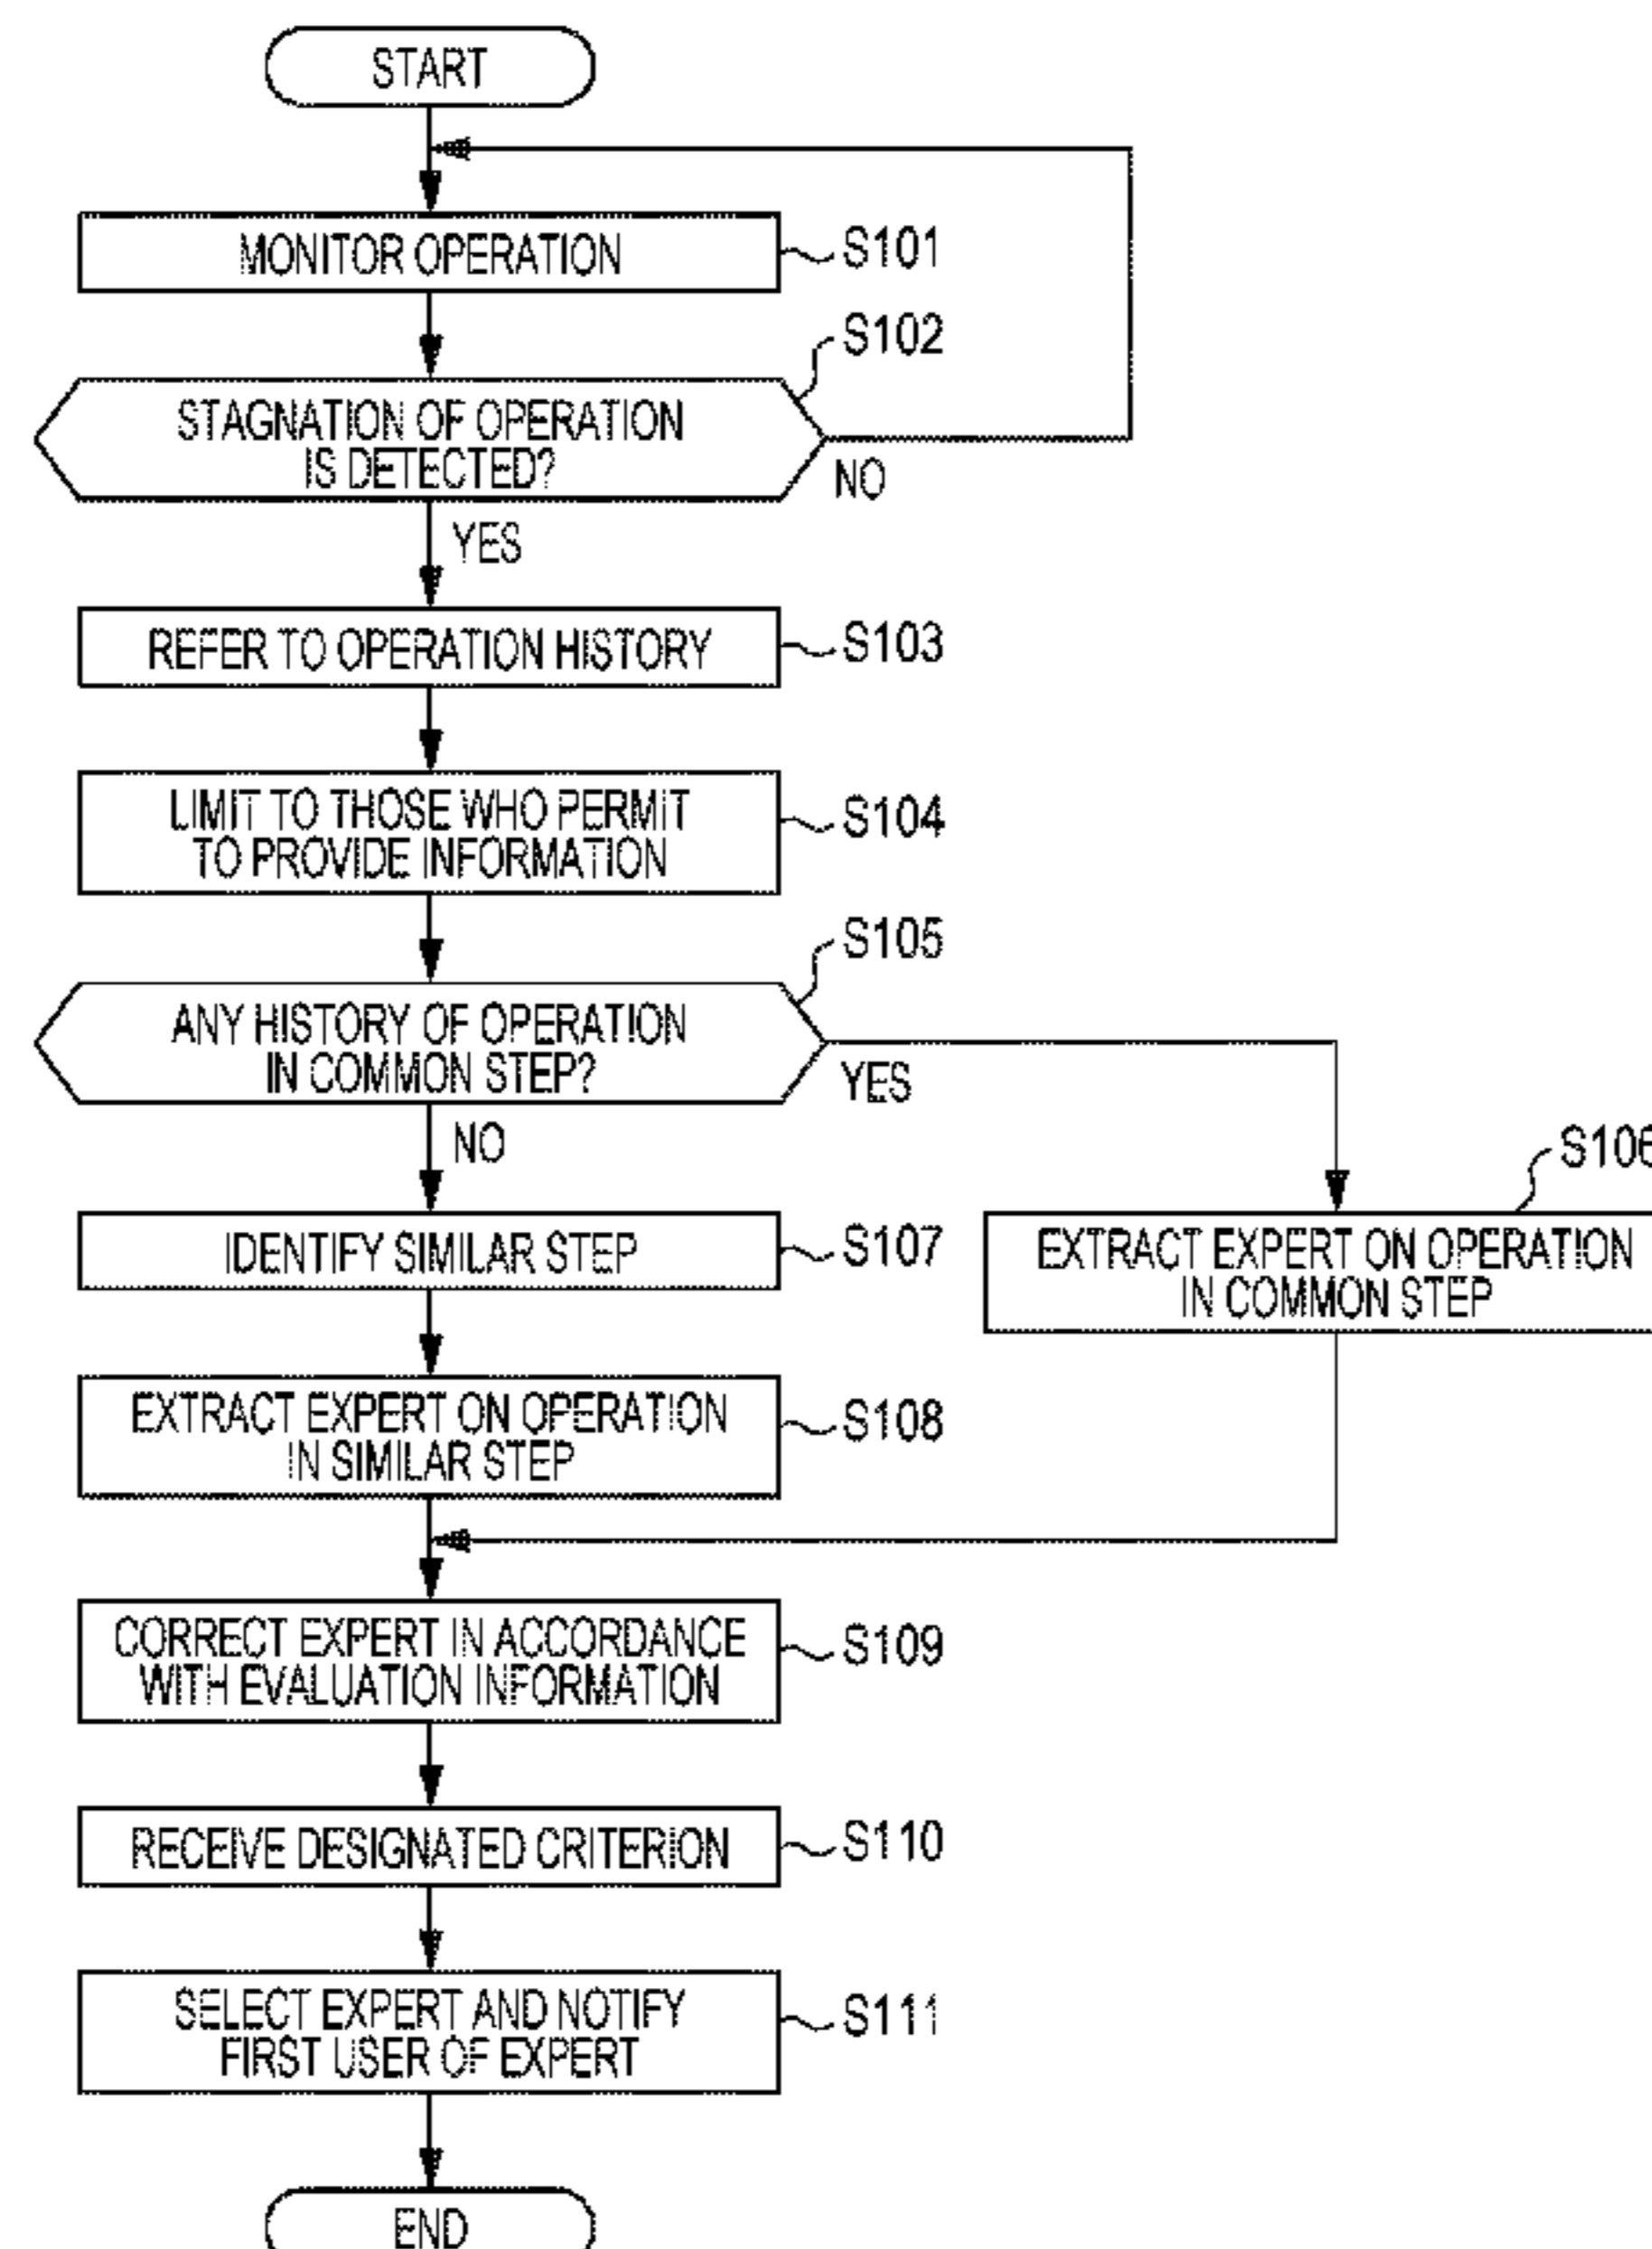 START
MONITOR OPERATION
S101
S102
STAGNATION OF OPERATION
IS DETECTED?
NO
YES
REFER TO OPERATION HISTORY
S103
LIMIT TO THOSE WHO PERMIT
TO PROVIDE INFORMATION
S104
S105
ANY HISTORY OF OPERATION
IN COMMON STEP?
YES
NO
S106
IDENTIFY SIMILAR STEP
S107
EXTRACT EXPERT ON OPERATION
IN COMMON STEP
EXTRACT EXPERT ON OPERATION
IN SIMILAR STEP
S108
CORRECT EXPERT IN ACCORDANCE
WITH EVALUATION INFORMATION
S109
RECEIVE DESIGNATED CRITERION
S110
SELECT EXPERT AND NOTIFY
FIRST USER OF EXPERT
S111
END